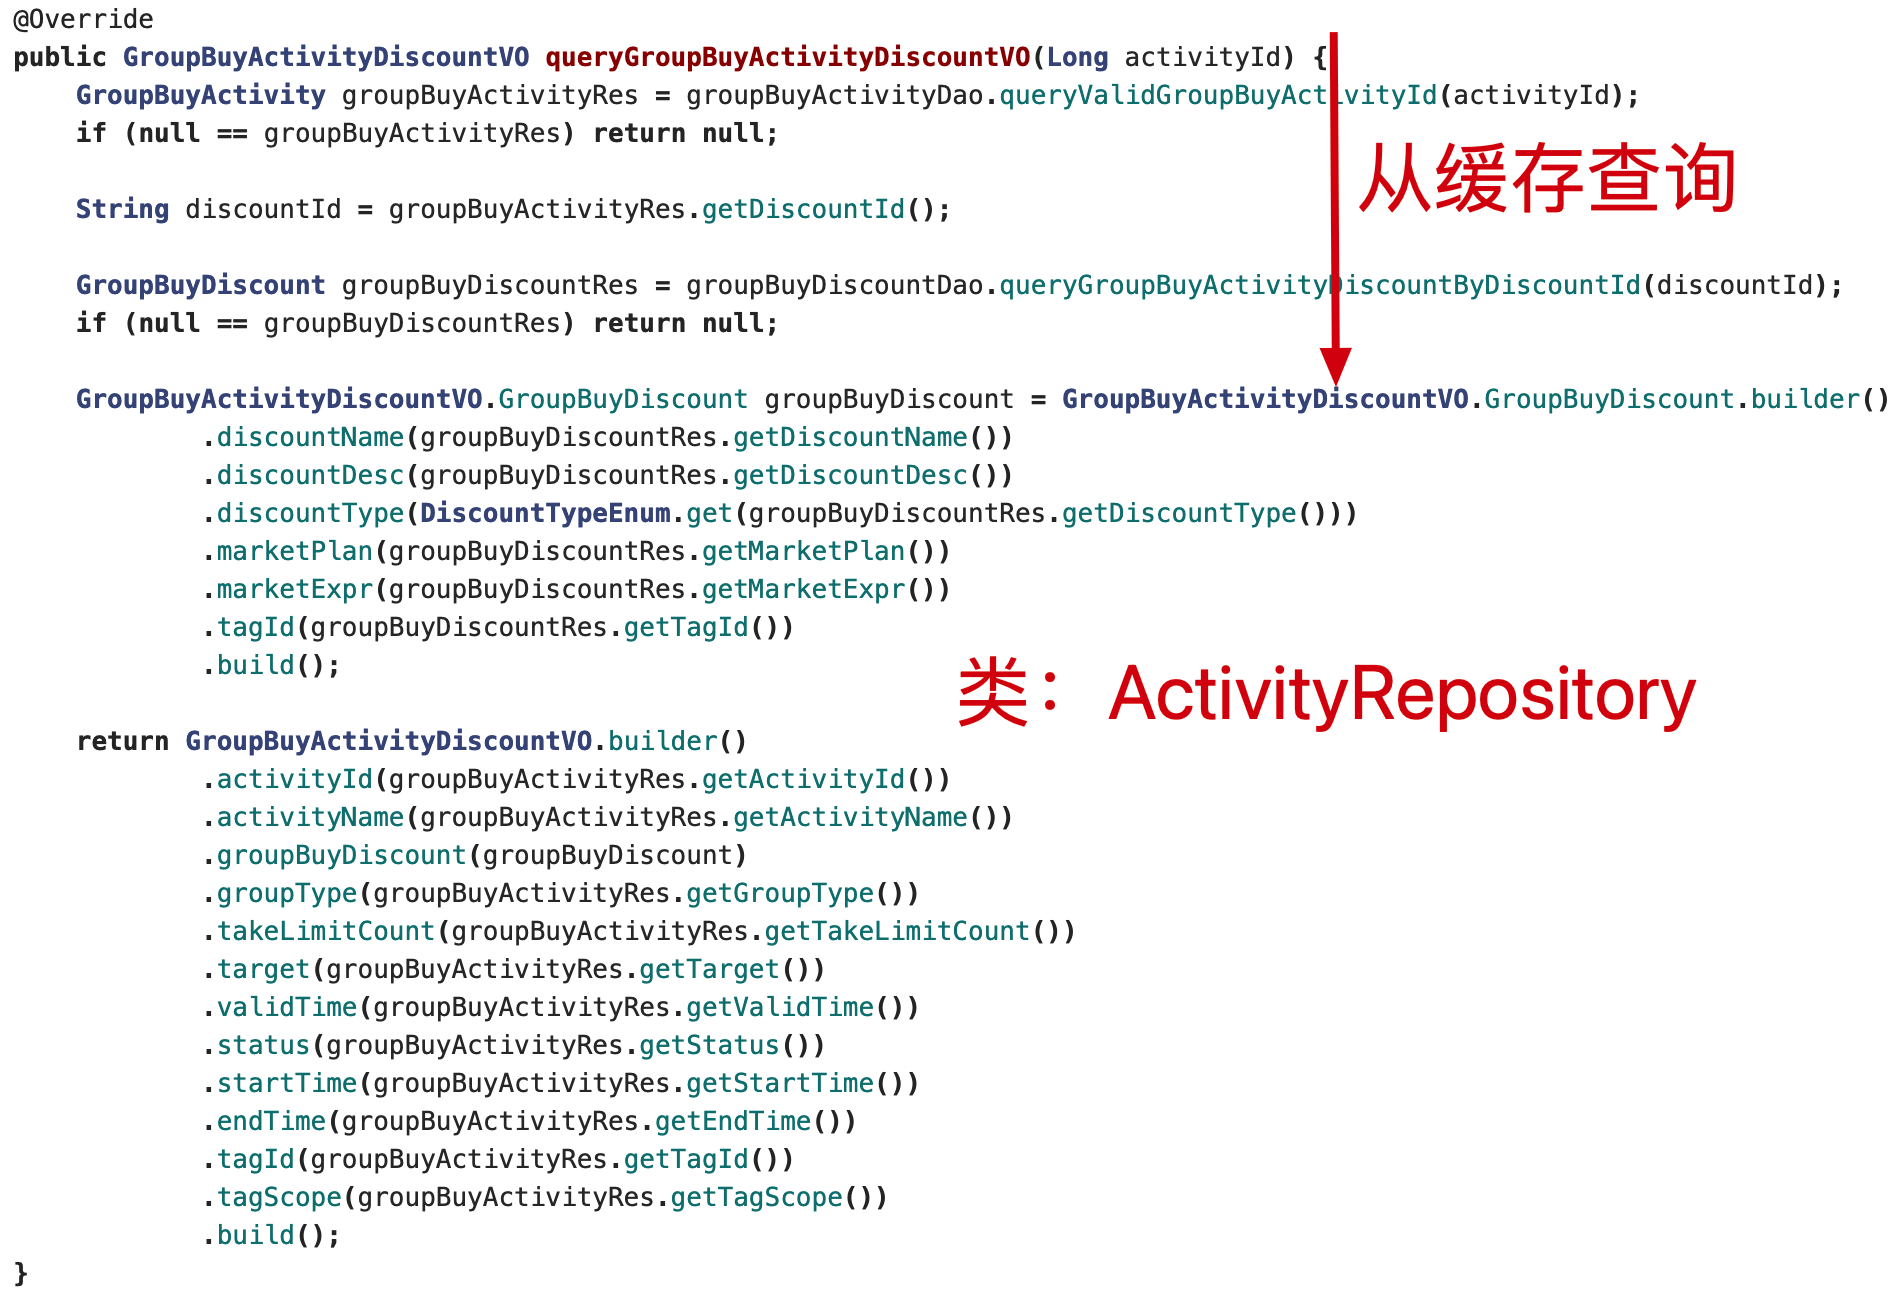 @Override
public GroupBuyActivityDiscountVO queryGroupBuyActivityDiscountVO(Long activityId) {
    GroupBuyActivity groupBuyActivityRes = groupBuyActivityDao.queryValidGroupBuyActivityId(activityId);
    if (null == groupBuyActivityRes) return null;
从缓存查询
    String discountId = groupBuyActivityRes.getDiscountId();
    GroupBuyDiscount groupBuyDiscountRes = groupBuyDiscountDao.queryGroupBuyActivityDiscountByDiscountId(discountId);
    if (null == groupBuyDiscountRes) return null;
    GroupBuyActivityDiscountVO.GroupBuyDiscount groupBuyDiscount = GroupBuyActivityDiscountVO.GroupBuyDiscount.builder()
            .discountName(groupBuyDiscountRes.getDiscountName())
            .discountDesc(groupBuyDiscountRes.getDiscountDesc())
            .discountType(DiscountTypeEnum.get(groupBuyDiscountRes.getDiscountType()))
            .marketPlan(groupBuyDiscountRes.getMarketPlan())
            .marketExpr(groupBuyDiscountRes.getMarketExpr())
            .tagId(groupBuyDiscountRes.getTagId())
            .build();
类：ActivityRepository
    return GroupBuyActivityDiscountVO.builder()
            .activityId(groupBuyActivityRes.getActivityId())
            .activityName(groupBuyActivityRes.getActivityName())
            .groupBuyDiscount(groupBuyDiscount)
            .groupType(groupBuyActivityRes.getGroupType())
            .takeLimitCount(groupBuyActivityRes.getTakeLimitCount())
            .target(groupBuyActivityRes.getTarget())
            .validTime(groupBuyActivityRes.getValidTime())
            .status(groupBuyActivityRes.getStatus())
            .startTime(groupBuyActivityRes.getStartTime())
            .endTime(groupBuyActivityRes.getEndTime())
            .tagId(groupBuyActivityRes.getTagId())
            .tagScope(groupBuyActivityRes.getTagScope())
            .build();
}